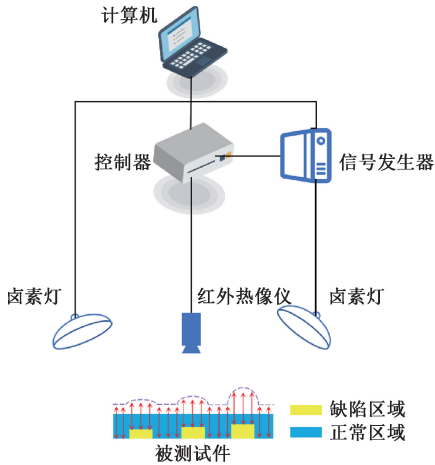 计算机
控制器
信号发生器
卤素灯
红外热像仪
卤素灯
缺陷区域
正常区域
被测试件